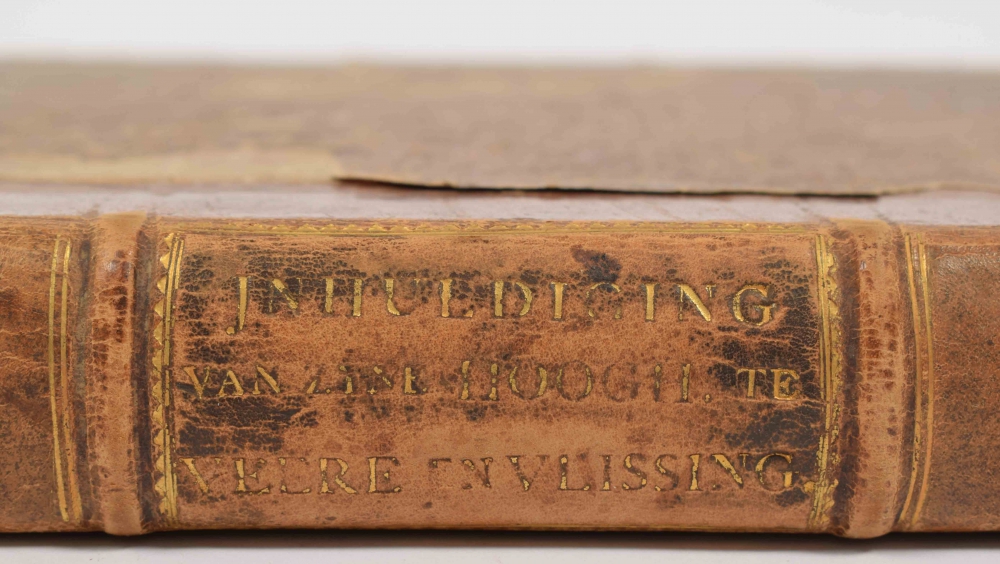 JNHULDIGING
VAN ZYNE HOOGH. TE
VEERE EN VLISSING.